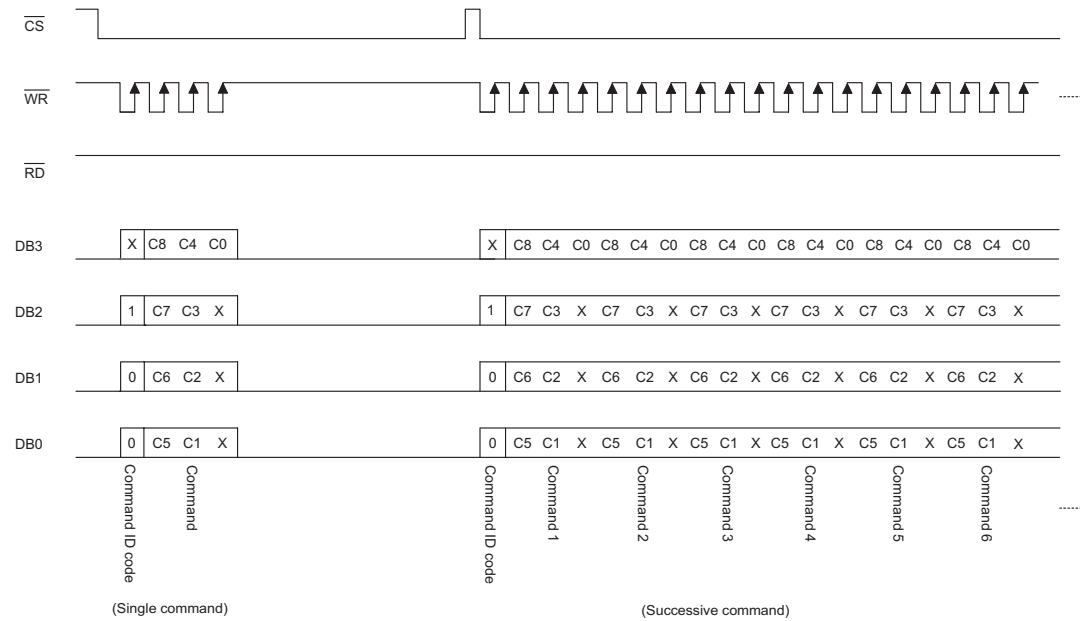 CS
WR
RD
DB3 X C8 C4 C0 X C8 C4 C0 C8 C4 C0 C8 C4 C0 C8 C4 C0 C8 C4 C0 C8 C4 C0
DB2 1 C7 C3 X 1 C7 C3 X C7 C3 X C7 C3 X C7 C3 X C7 C3 X C7 C3 X
DB1 0 C6 C2 X 0 C6 C2 X C6 C2 X C6 C2 X C6 C2 X C6 C2 X C6 C2 X
DB0 0 C5 C1 X 0 C5 C1 X C5 C1 X C5 C1 X C5 C1 X C5 C1 X C5 C1 X
Command ID code
Command
Command ID code
Command 1
Command 2
Command 3
Command 4
Command 5
Command 6
(Single command)
(Successive command)